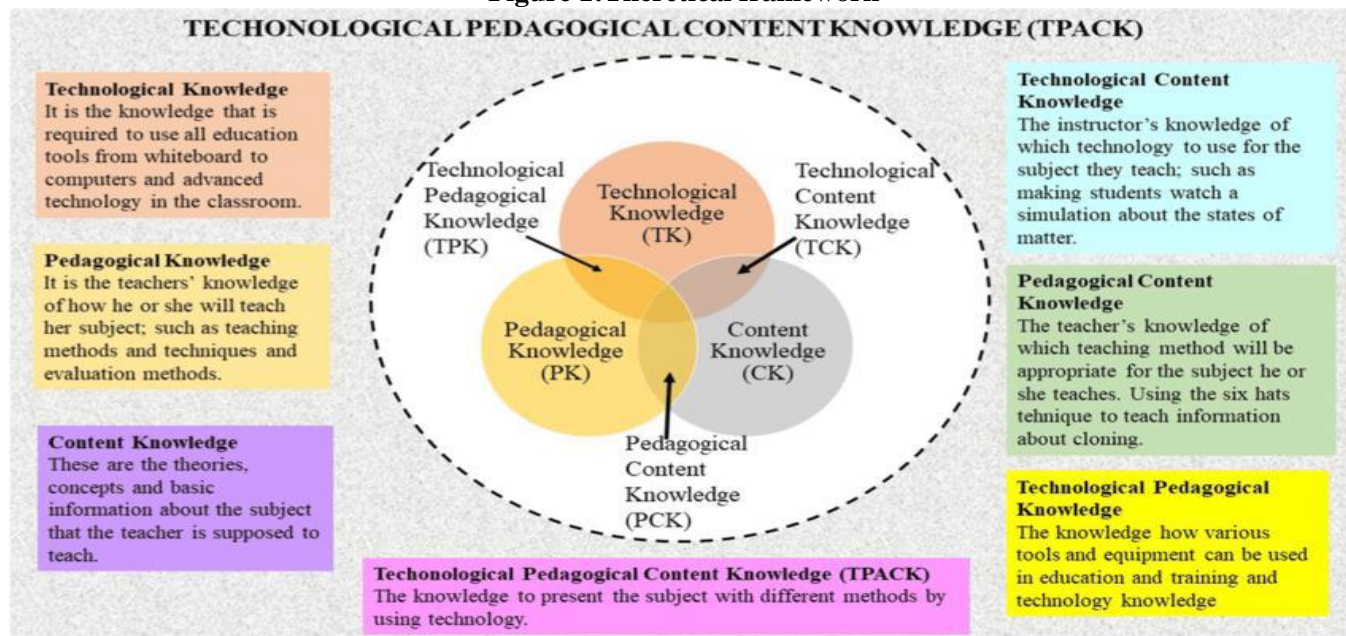 TECHONOLOGICAL PEDAGOGICAL CONTENT KNOWLEDGE (TPACK)
Technological Knowledge
It is the knowledge that is
required to use all education
tools from whiteboard to
computers and advanced
technology in the classroom.
Pedagogical Knowledge
It is the teachers' knowledge
of how he or she will teach
her subject; such as teaching
methods and techniques and
evaluation methods.
Content Knowledge
These are the theories,
concepts and basic
information about the subject
that the teacher is supposed to
teach.
Technological
Pedagogical
Knowledge
(TPK)
Technological
Knowledge
(TK)
Technological
Content
Knowledge
(TCK)
Pedagogical
Knowledge
(PK)
Content
Knowledge
(CK)
Pedagogical
Content
Knowledge
(PCK)
Techonological Pedagogical Content Knowledge (TPACK)
The knowledge to present the subject with different methods by
using technology.
Technological Content
Knowledge
The instructor's knowledge of
which technology to use for the
subject they teach; such as
making students watch a
simulation about the states of
matter.
Pedagogical Content
Knowledge
The teacher's knowledge of
which teaching method will be
appropriate for the subject he or
she teaches. Using the six hats
tehnique to teach information
about cloning.
Technological Pedagogical
Knowledge
The knowledge how various
tools and equipment can be used
in education and training and
technology knowledge